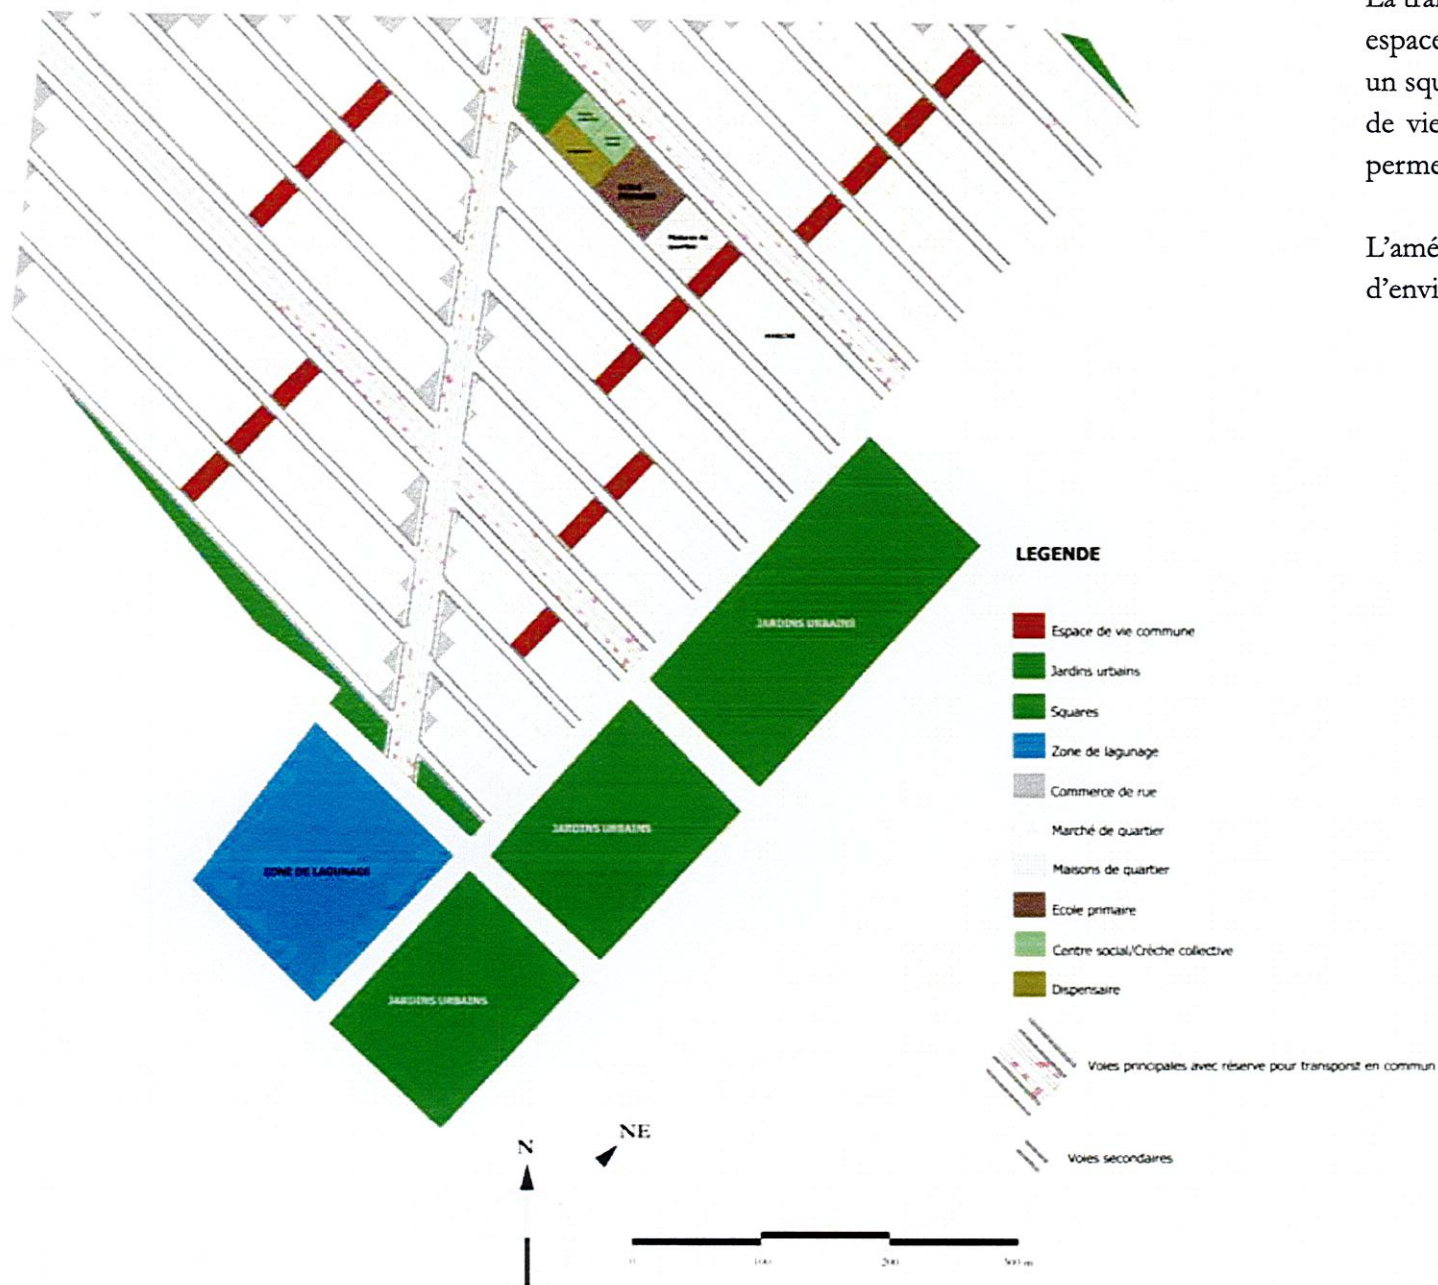 La tra
espace
un squ
de vie
perme
L'amé
d'envi
MARCHE
JARDINS URBAINS
JARDINS URBAINS
ZONE DE LAGUNAGE
JARDINS URBAINS
LEGENDE
Espace de vie commune
Jardins urbains
Squares
Zone de lagunage
Commerce de rue
Marché de quartier
Maisons de quartier
Ecole primaire
Centre social/Crèche collective
Dispensaire
Voies principales avec réserve pour transporst en commun
Voies secondaires
N
NE
0 100 200 300 m